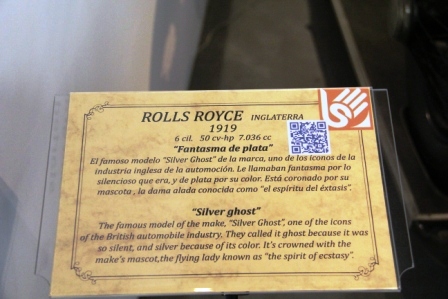 ROLLS ROYCE INGLATERRA
1919
6 cil. 50 cv-hp 7.036 cc
"Fantasma de plata"
El famoso modelo "Silver Ghost" de la marca, uno de los iconos de la
industria inglesa de la automoción. Le llamaban fantasma por lo
silencioso que era, y de plata por su color. Está coronado por su
mascota , la dama alada conocida como "el espíritu del éxtasis".
"Silver ghost"
The famous model of the make, "Silver Ghost", one of the icons
of the British automobile industry. They called it ghost because it was
so silent, and silver because of its color. It's crowned with the
make's mascot,the flying lady known as "the spirit of ecstasy".